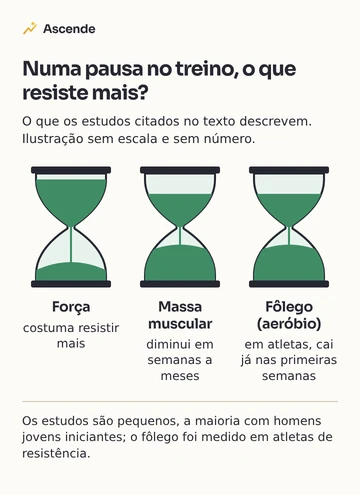 Ascende
Numa pausa no treino, o que
resiste mais?
O que os estudos citados no texto descrevem.
Ilustração sem escala e sem número.
Força
costuma resistir
mais
Massa
muscular
diminui em
semanas a
meses
Fôlego
(aeróbio)
em atletas, cai
já nas primeiras
semanas
Os estudos são pequenos, a maioria com homens
jovens iniciantes; o fôlego foi medido em atletas de
resistência.